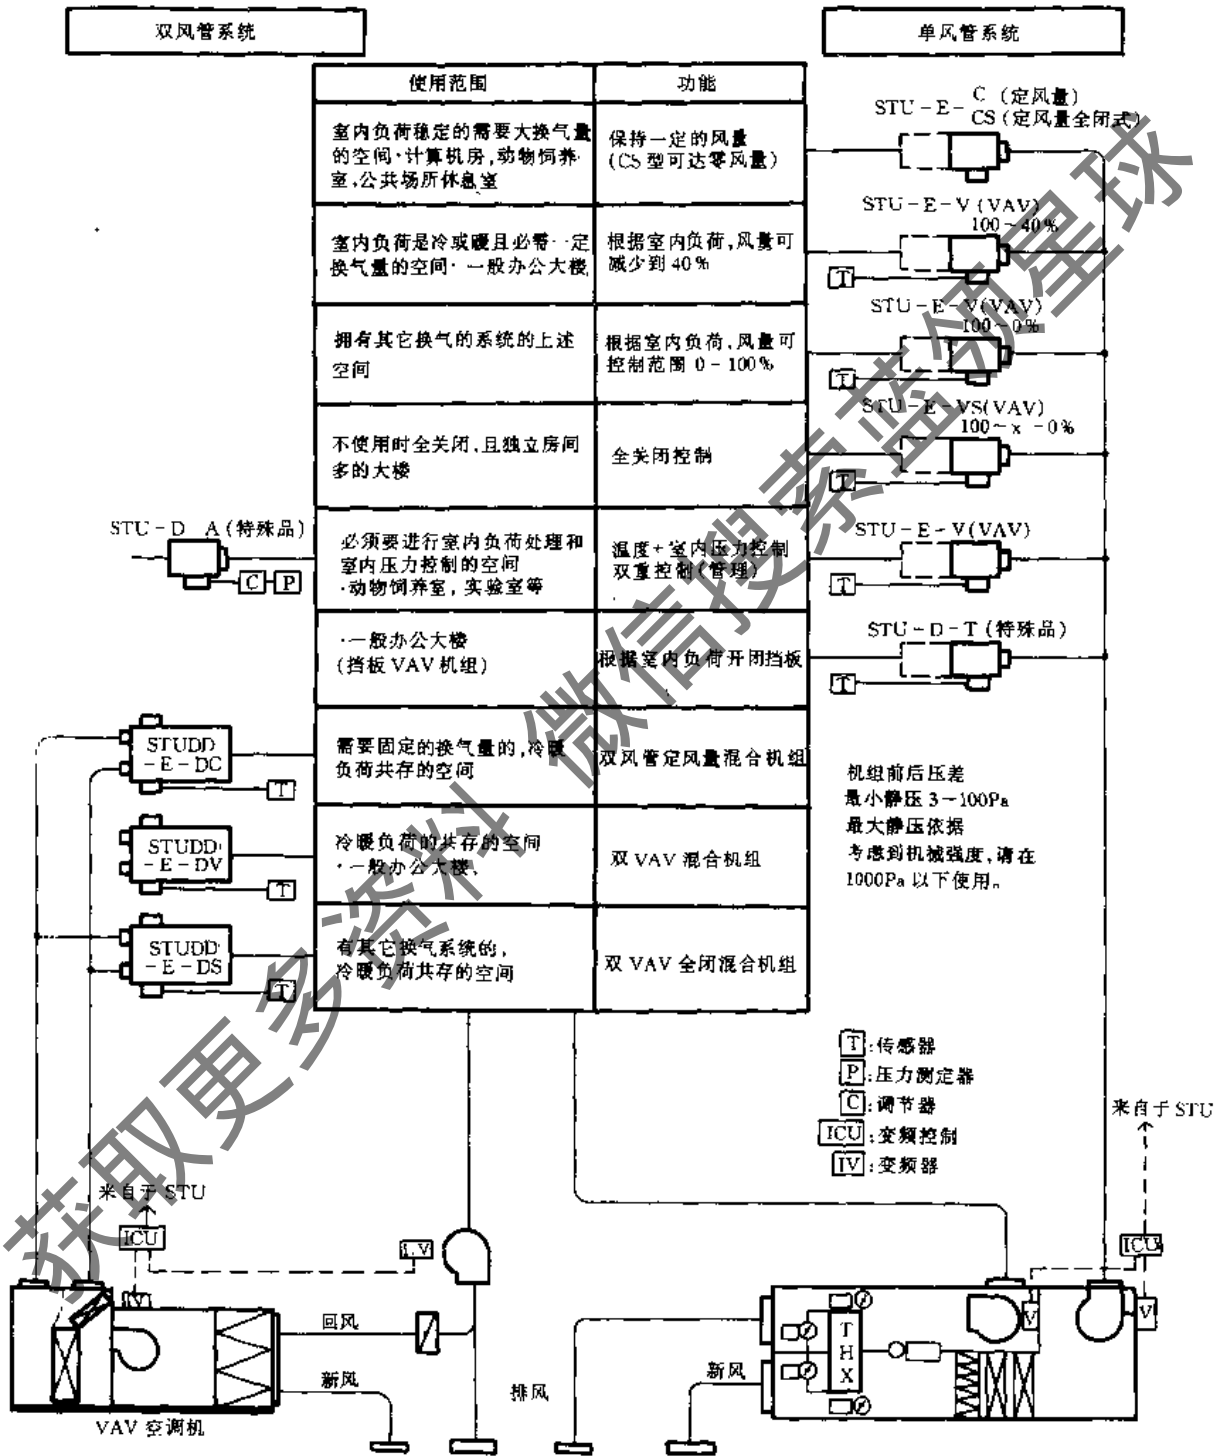 双风管系统
单风管系统
使用范围
功能
室内负荷稳定的需要大换气量
的空间·计算机房,动物饲养
室,公共场所休息室
保持一定的风量
(CS型可达零风量)
STU-E-
C (定风量)
CS(定风量全闭式)
室内负荷是冷或暖且必需一定
换气量的空间·一般办公大楼
根据室内负荷,风量可
减少到40%
STU-E-V(VAV)
100~40%
T
拥有其它换气的系统的上述
空间
根据室内负荷,风量可
控制范围 0-100%
STU-E-V(VAV)
100~0%
T
不使用时全关闭,且独立房间
多的大楼
全关闭控制
STU-E-VS(VAV)
100~x-0%
T
STU-D A(特殊品)
C
P
必须要进行室内负荷处理和
室内压力控制的空间
·动物饲养室,实验室等
温度+室内压力控制
双重控制(管理)
STU-E-V(VAV)
T
·一般办公大楼
(挡板VAV机组)
根据室内负荷开闭挡板
STU-D-T(特殊品)
T
STUDD
-E-DC
T
需要固定的换气量的,冷暖
负荷共存的空间
双风管定风量混合机组
STUDD
-E-DV
T
冷暖负荷的共存的空间
·一般办公大楼,
双VAV混合机组
STUDD
-E-DS
T
有其它换气系统的,
冷暖负荷共存的空间
双VAV全闭混合机组
机组前后压差
最小静压3~100Pa
最大静压依据
考虑到机械强度,请在
1000Pa以下使用。
T:传感器
P:压力测定器
C:调节器
ICU:变频控制
IV:变频器
来自于STU
ICU
来自于STU
ICU
IV
回风
新风
VAV空调机
排风
新风
THX
V
V
获取更多资料 微信搜索蓝领星球